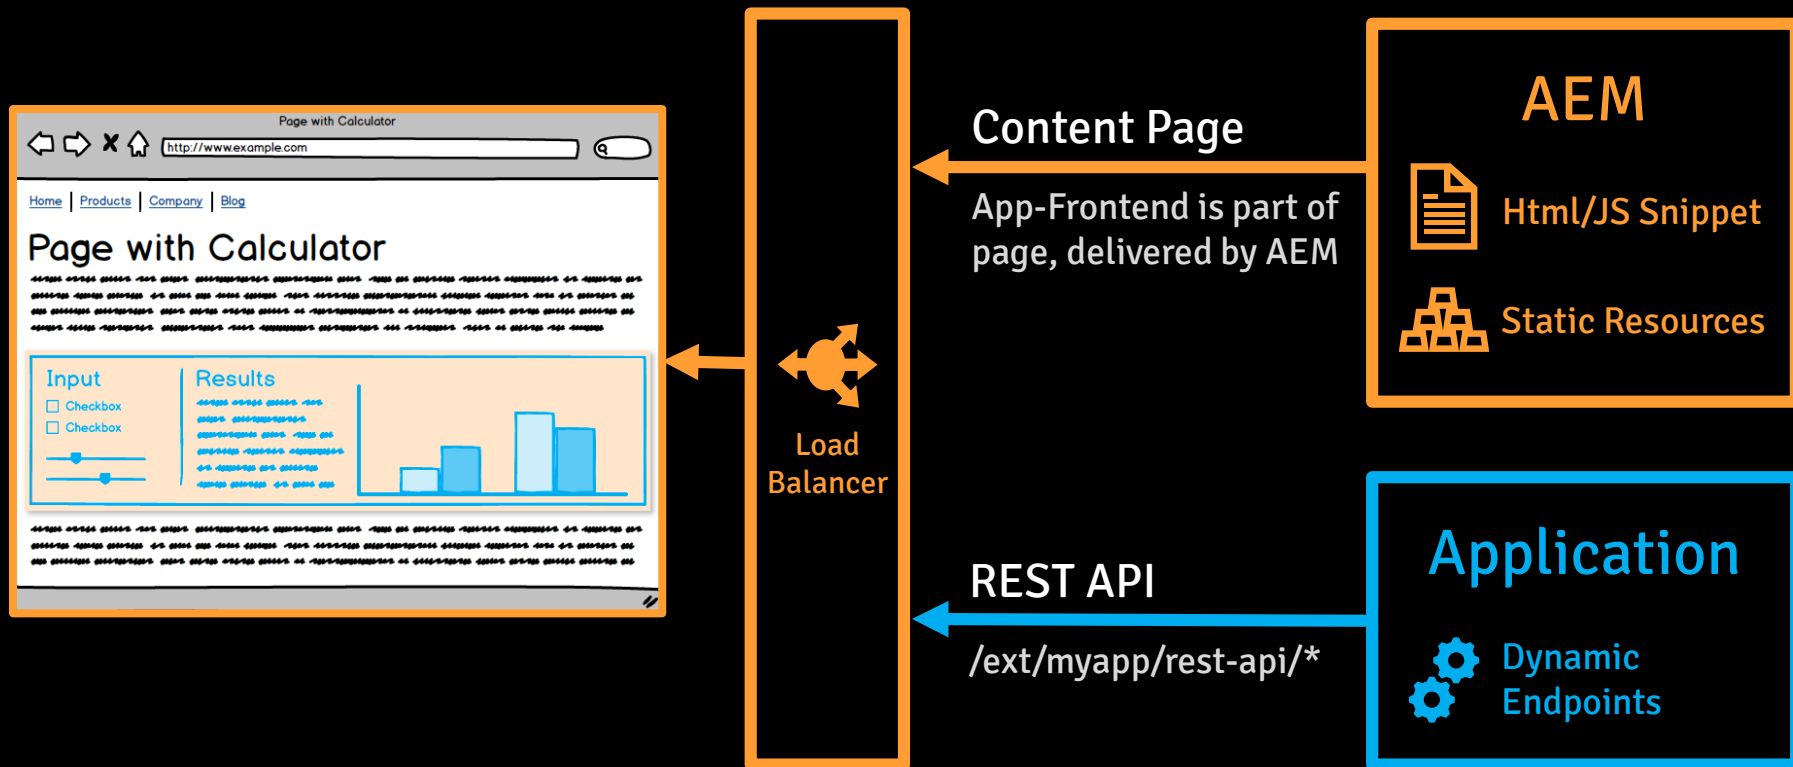 Page with Calculator
http://www.example.com
Home | Products | Company | Blog
Page with Calculator
Input
Checkbox
Checkbox
Results
Load
Balancer
Content Page
App-Frontend is part of
page, delivered by AEM
REST API
/ext/myapp/rest-api/*
AEM
Html/JS Snippet
Static Resources
Application
Dynamic
Endpoints